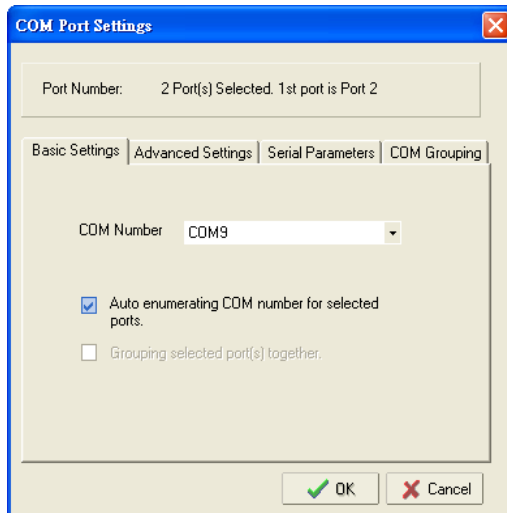 COM Port Settings
Port Number: 2 Port(s) Selected. 1st port is Port 2
Basic Settings Advanced Settings Serial Parameters COM Grouping
COM Number COM9
Auto enumerating COM number for selected
ports.
Grouping selected port(s) together.
OK Cancel